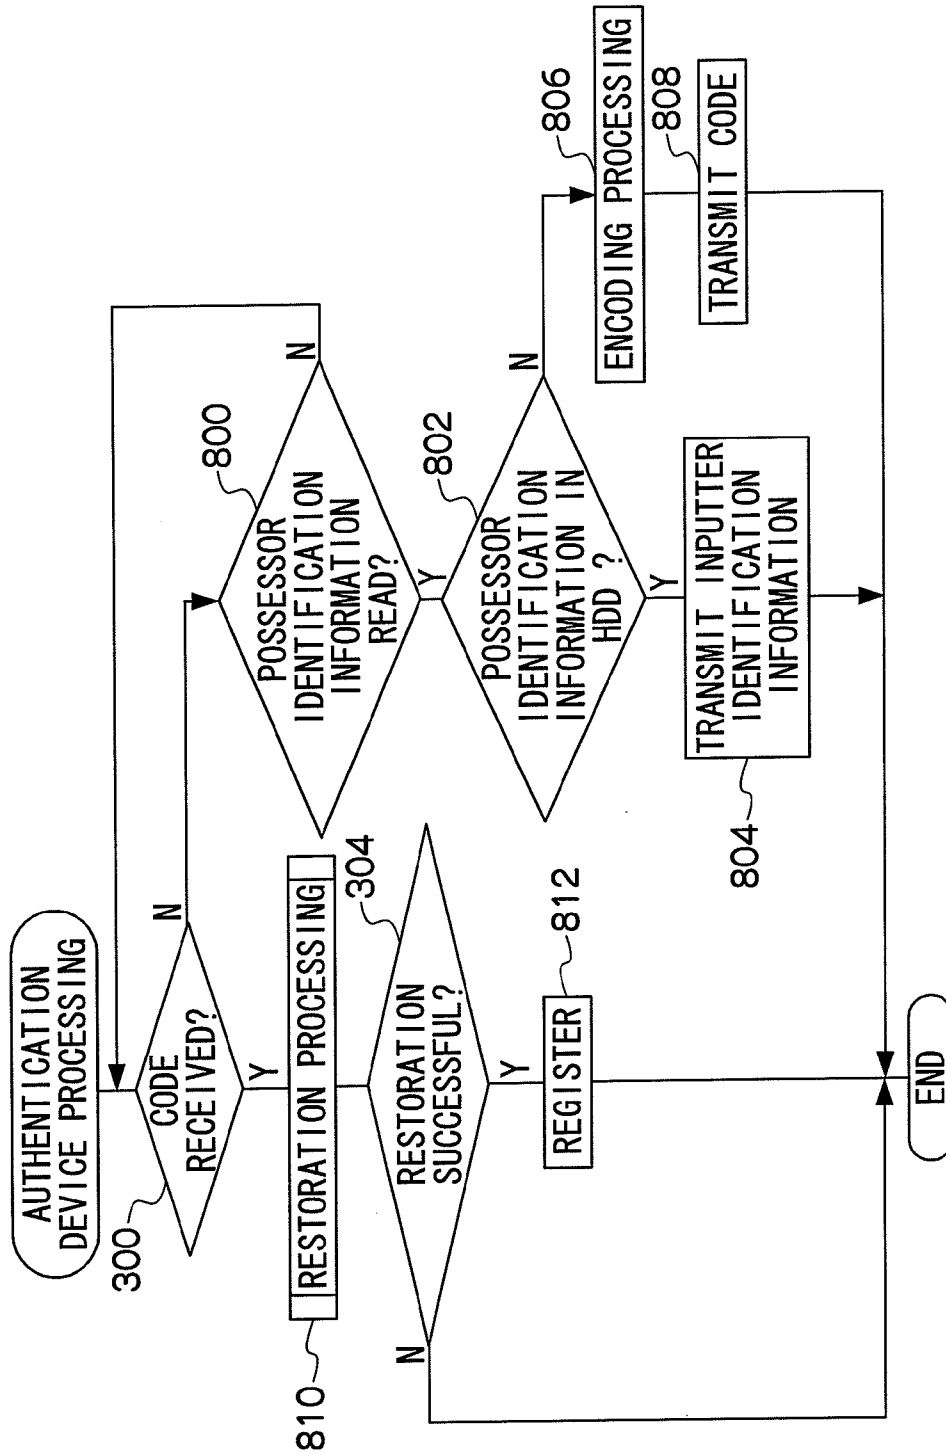 AUTHENTICATION
DEVICE PROCESSING
300
CODE
RECEIVED?
N
Y
810
RESTORATION PROCESSING
304
RESTORATION
SUCCESSFUL?
N
Y
812
REGISTER
800
POSSESSOR
IDENTIFICATION
INFORMATION
READ?
N
Y
802
POSSESSOR
IDENTIFICATION
INFORMATION IN
HDD ?
N
Y
804
TRANSMIT INPUTTER
IDENTIFICATION
INFORMATION
806
ENCODING PROCESSING
808
TRANSMIT CODE
END